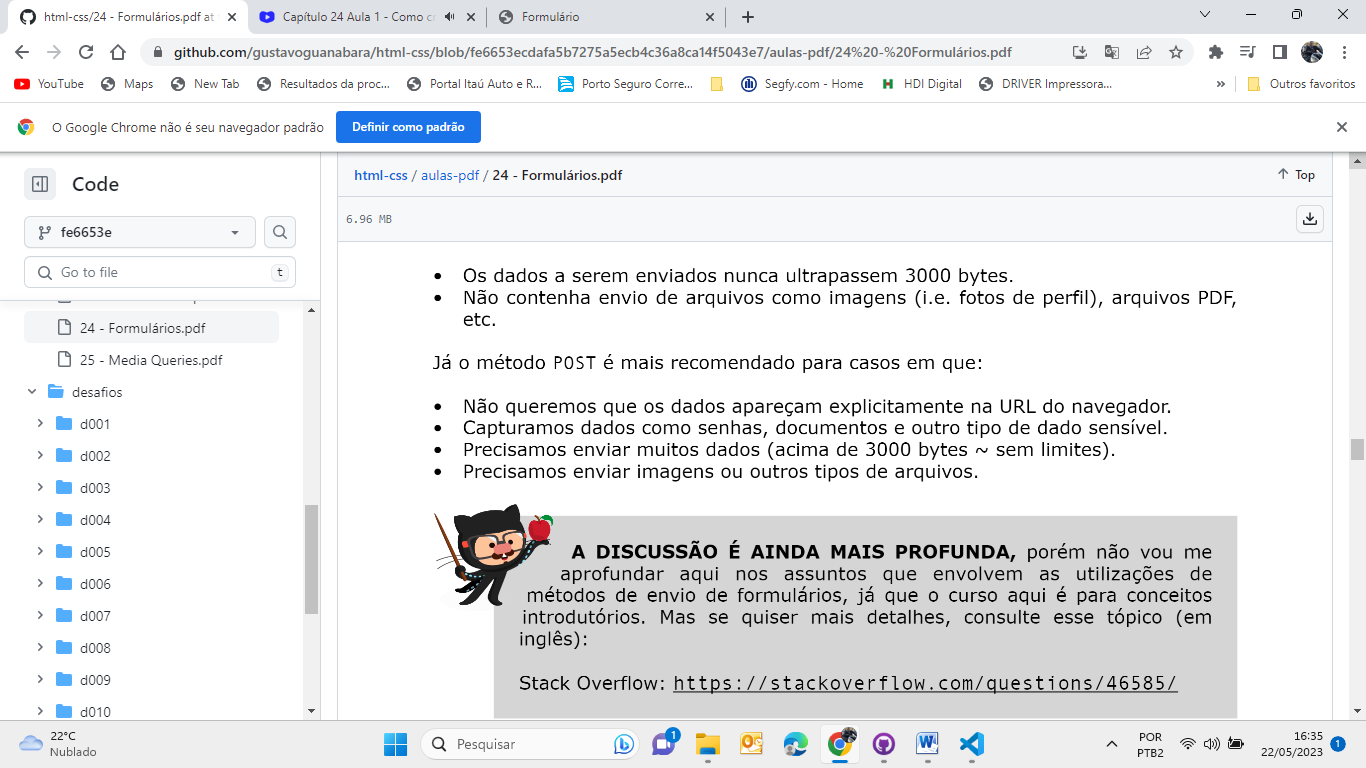 html-css/24 - Formulários.pdf at
Capítulo 24 Aula 1 - Como c
Formulário
github.com/gustavoguanabara/html-css/blob/fe6653ecdafa5b7275a5ecb4c36a8ca14f5043e7/aulas-pdf/24%20-%20Formulários.pdf
YouTube
Maps
New Tab
Resultados da proc...
Portal Itaú Auto e R...
Porto Seguro Corre...
Segfy.com - Home
HDI Digital
DRIVER Impressora...
»
Outros favoritos
O Google Chrome não é seu navegador padrão
Definir como padrão
Code
fe6653e
Go to file
t
24 - Formulários.pdf
25 - Media Queries.pdf
desafios
d001
d002
d003
d004
d005
d006
d007
d008
d009
d010
html-css / aulas-pdf / 24 - Formulários.pdf
Top
6.96 MB
• Os dados a serem enviados nunca ultrapassem 3000 bytes.
• Não contenha envio de arquivos como imagens (i.e. fotos de perfil), arquivos PDF,
etc.
Já o método POST é mais recomendado para casos em que:
• Não queremos que os dados apareçam explicitamente na URL do navegador.
• Capturamos dados como senhas, documentos e outro tipo de dado sensível.
• Precisamos enviar muitos dados (acima de 3000 bytes ~ sem limites).
• Precisamos enviar imagens ou outros tipos de arquivos.
A DISCUSSÃO É AINDA MAIS PROFUNDA, porém não vou me
aprofundar aqui nos assuntos que envolvem as utilizações de
métodos de envio de formulários, já que o curso aqui é para conceitos
introdutórios. Mas se quiser mais detalhes, consulte esse tópico (em
inglês):
Stack Overflow: https://stackoverflow.com/questions/46585/
22°C
Nublado
Pesquisar
1
POR
PTB2
16:35
22/05/2023
1